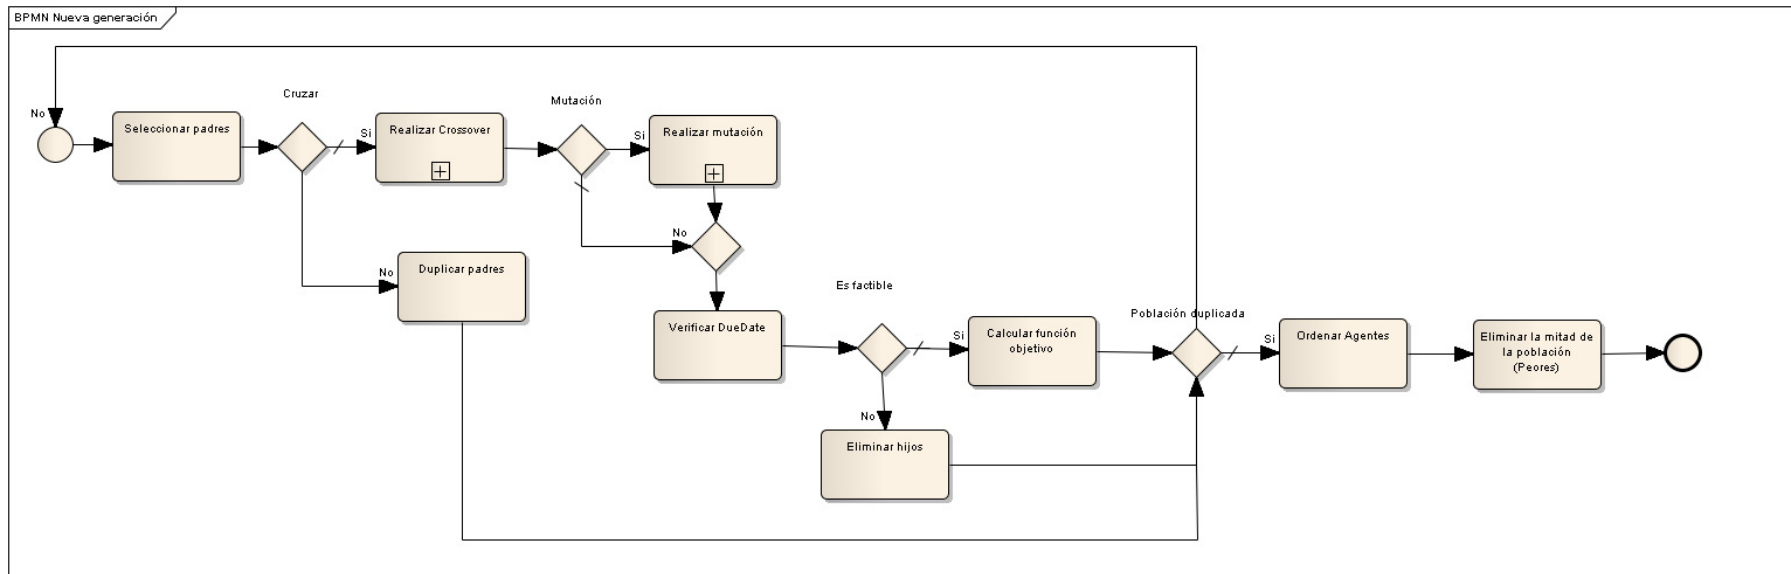 BPMN Nueva generación
Cruzar
Mutación
No
Seleccionar padres
Si
Realizar Crossover
Si
Realizar mutación
No
No
Duplicar padres
Es factible
Población duplicada
Verificar DueDate
Si
Calcular función
objetivo
Si
Ordenar Agentes
Eliminar la mitad de
la población
(Peores)
No
Eliminar hijos